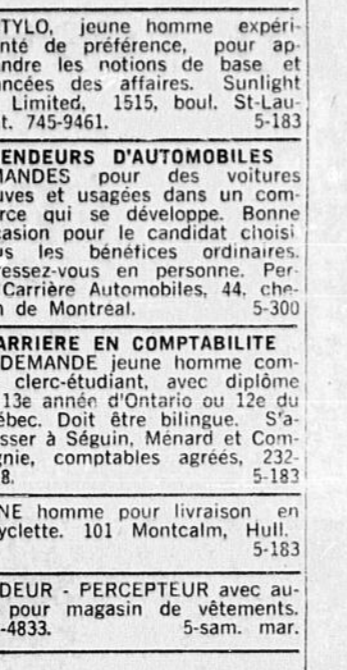 TYLO, jeune homme expéri-
nté de préférence, pour ap-
ndre les notions de base et
ncées des affaires. Sunlight
Limited, 1515, boul. St-Lau-
t. 745-9461. 5-183
ENDEURS D'AUTOMOBILES
MANDES pour des voitures
uves et usagées dans un com-
rce qui se développe. Bonne
casion pour le candidat choisi
us les bénéfices ordinaires.
ressez-vous en personne. Per-
Carrière Automobiles, 44, che-
n de Montreal. 5-300
ARRIERE EN COMPTABILITE
DEMANDE jeune homme com-
clerc-étudiant, avec diplôme
13e année d'Ontario ou 12e du
ébec. Doit être bilingue. S'a-
sser à Séguin, Ménard et Com-
gnie, comptables agréés, 232-
8. 5-183
NE homme pour livraison en
yclette. 101 Montcalm, Hull.
5-183
DEUR - PERCEPTEUR avec au-
pour magasin de vêtements.
-4833. 5-sam. mar.